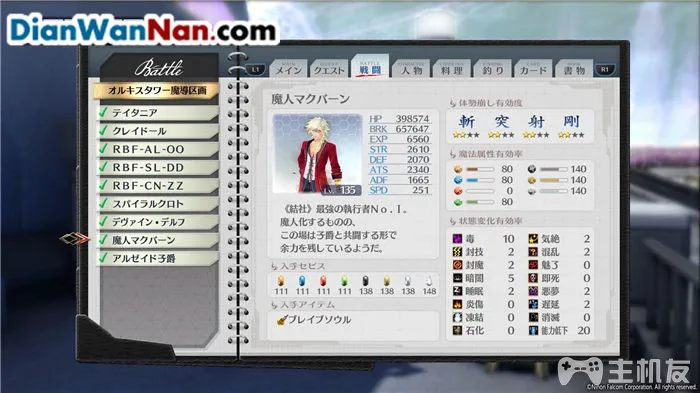 DianWanNan.com
Battle
オルキスタワー魔導区画
テイタニア
クレイドール
RBF-AL-OO
RBF-SL-DD
RBF-CN-ZZ
スパイラルクロト
デヴァイン・デルフ
魔人マクバーン
アルゼイド子爵
L1
メイン
クエスト
BATTLE
戦闘
人物
料理
釣り
カード
書物
R1
魔人マクバーン
Lv. 135
HP 398574
BRK 657647
EXP 6560
STR 2610
DEF 2070
ATS 2340
ADF 1665
SPD 251
《結社》最強の執行者No.Ⅰ。
魔人化するものの、
この場は子爵と共闘する形で
余力を残しているようだ。
入手セピス
111 111 111 111 138 138 138 148
入手アイテム
ブレイブソウル
体勢崩し有効度
斬 突 射 剛
魔法属性有効率
80 140
80 140
0 140
80
状態変化有効率
毒 10 気絶 2
封技 2 混乱 2
封魔 2 魅了 0
暗闇 5 即死 0
睡眠 2 悪夢 2
炎傷 0 遅延 2
凍結 0 消滅 0
石化 0 能力低下 20
主机友
©Nihon Falcom Corporation. All rights reserved.